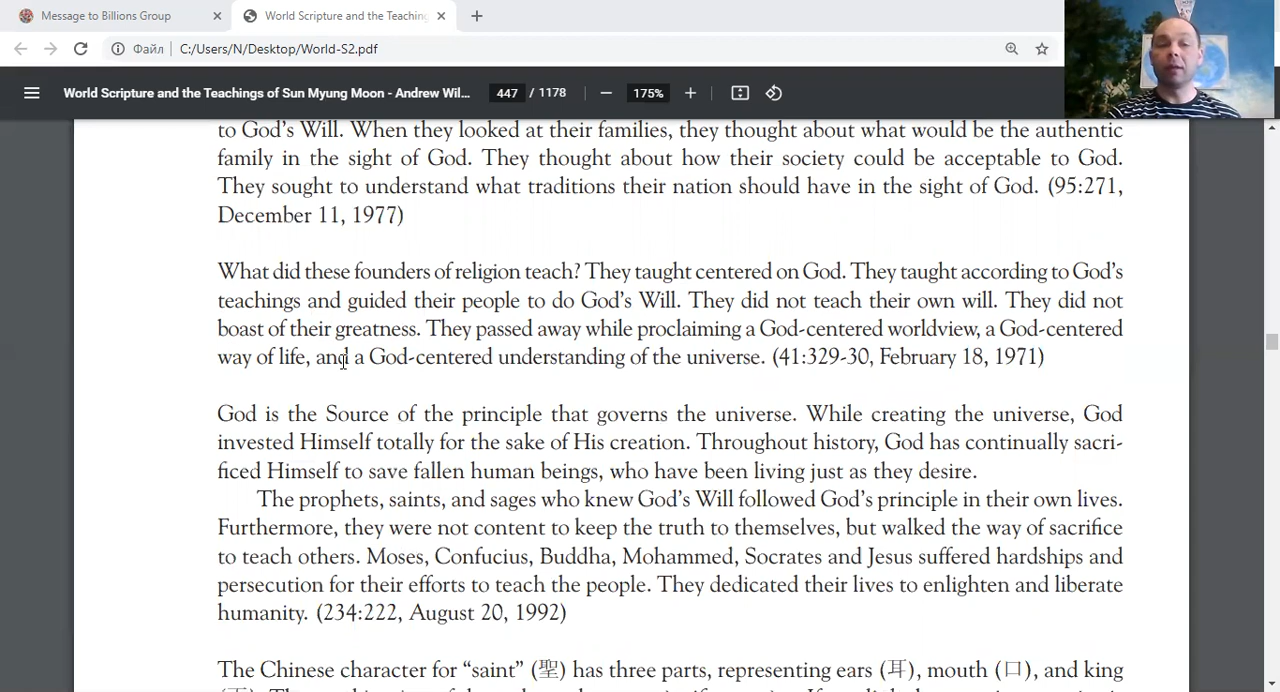 Message to Billions Group
World Scripture and the Teaching
Файл
C:/Users/N/Desktop/World-S2.pdf
World Scripture and the Teachings of Sun Myung Moon - Andrew Wil...
447 / 1178
175%
to God's Will. When they looked at their families, they thought about what would be the authentic
family in the sight of God. They thought about how their society could be acceptable to God.
They sought to understand what traditions their nation should have in the sight of God. (95:271,
December 11, 1977)
What did these founders of religion teach? They taught centered on God. They taught according to God's
teachings and guided their people to do God's Will. They did not teach their own will. They did not
boast of their greatness. They passed away while proclaiming a God-centered worldview, a God-centered
way of life, and a God-centered understanding of the universe. (41:329-30, February 18, 1971)
God is the Source of the principle that governs the universe. While creating the universe, God
invested Himself totally for the sake of His creation. Throughout history, God has continually sacri-
ficed Himself to save fallen human beings, who have been living just as they desire.
The prophets, saints, and sages who knew God's Will followed God's principle in their own lives.
Furthermore, they were not content to keep the truth to themselves, but walked the way of sacrifice
to teach others. Moses, Confucius, Buddha, Mohammed, Socrates and Jesus suffered hardships and
persecution for their efforts to teach the people. They dedicated their lives to enlighten and liberate
humanity. (234:222, August 20, 1992)
The Chinese character for "saint" (聖) has three parts, representing ears (耳), mouth (口), and king